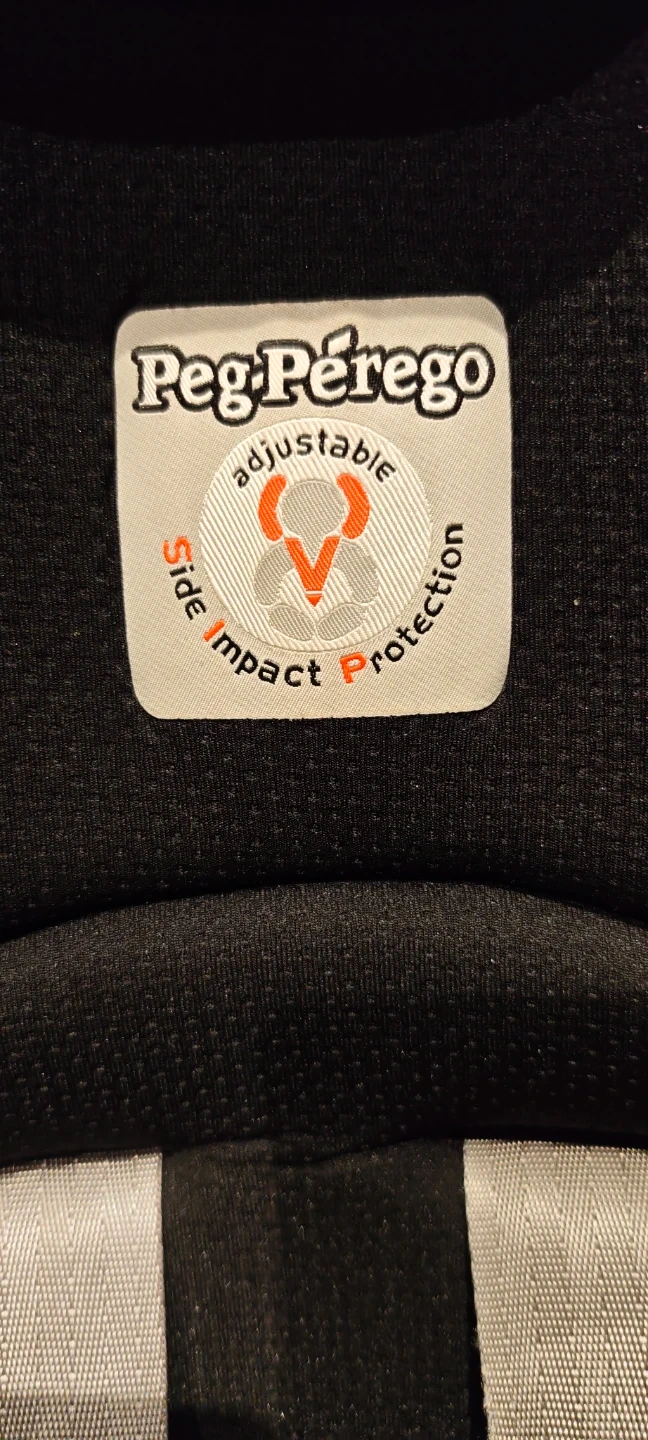 Peg-Pérego
adjustable
Side Impact Protection